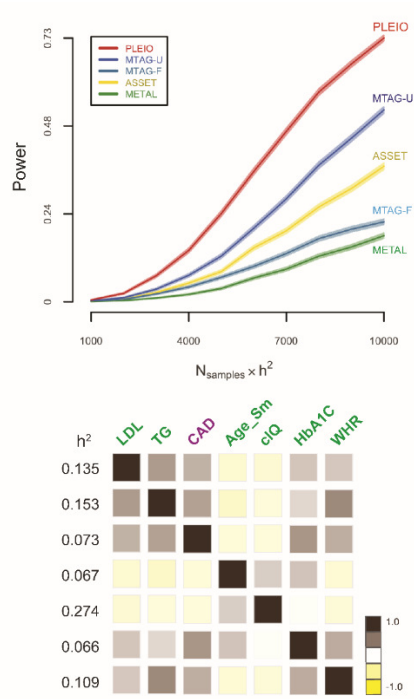 0.73
PLEIO
PLEIO
MTAG-U
MTAG-F
ASSET
METAL
MTAG-U
0.48
Power
ASSET
0.24
MTAG-F
METAL
0
1000 4000 7000 10000
Nsamples × h²
h² LDL TG CAD Age_Sm cIQ HbA1C WHR
0.135
0.153
0.073
0.067
0.274
0.066
0.109
1.0
-1.0